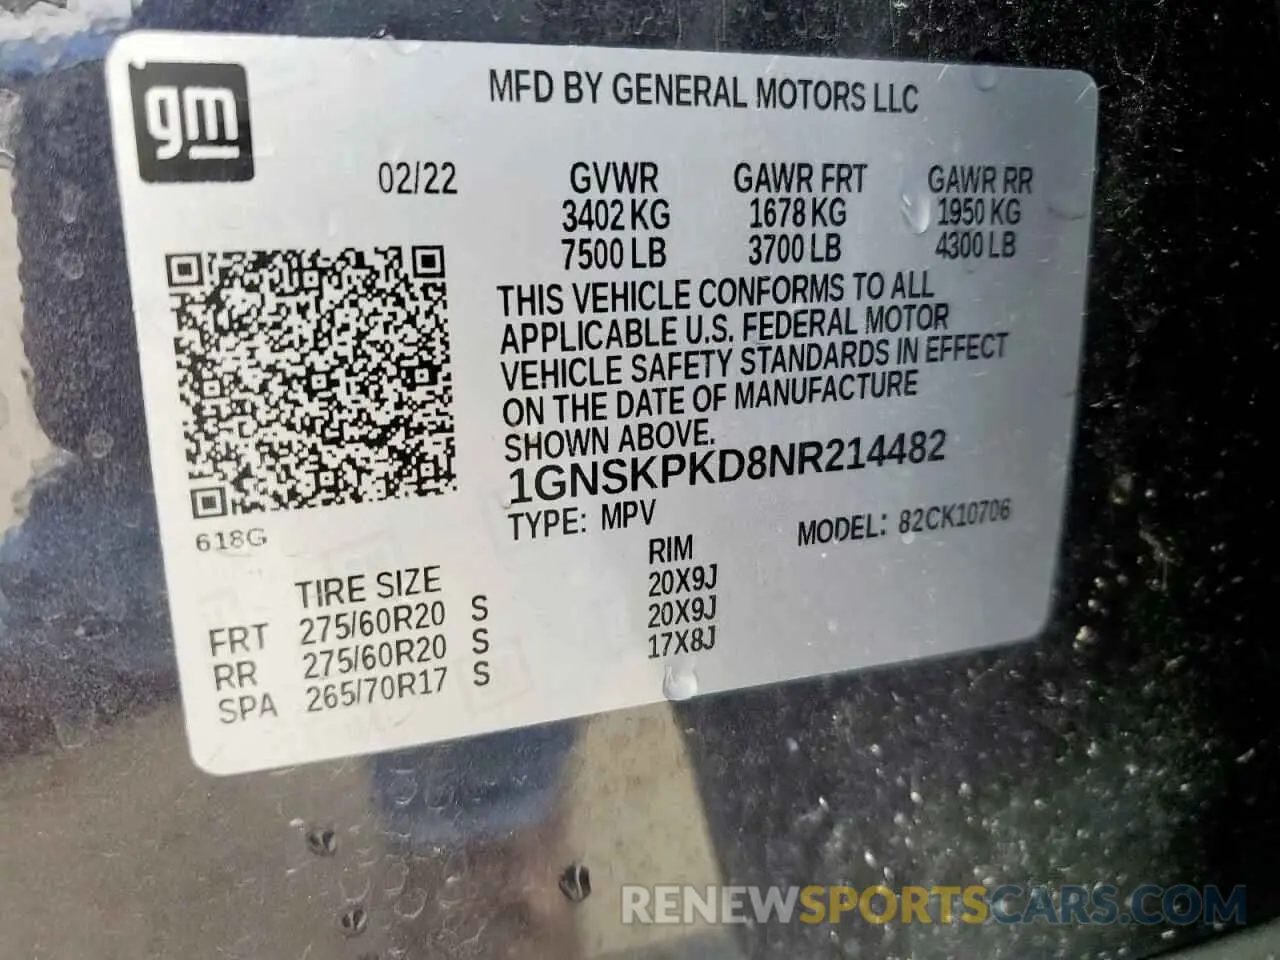 gm
MFD BY GENERAL MOTORS LLC
02/22 GVWR GAWR FRT GAWR RR
3402 KG 1678 KG 1950 KG
7500 LB 3700 LB 4300 LB
THIS VEHICLE CONFORMS TO ALL
APPLICABLE U.S. FEDERAL MOTOR
VEHICLE SAFETY STANDARDS IN EFFECT
ON THE DATE OF MANUFACTURE
SHOWN ABOVE.
1GNSKPKD8NR214482
TYPE: MPV MODEL: 82CK10706
618G
TIRE SIZE RIM
FRT 275/60R20 S 20X9J
RR 275/60R20 S 20X9J
SPA 265/70R17 S 17X8J
RENEWSPORTSCARS.COM